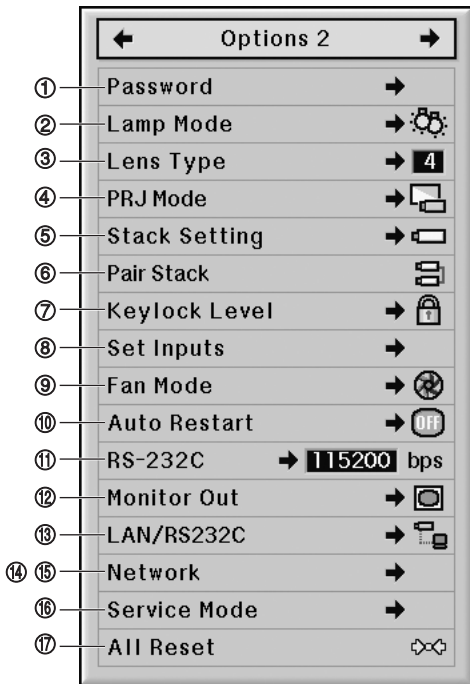 Options 2
① Password
② Lamp Mode
③ Lens Type 4
④ PRJ Mode
⑤ Stack Setting
⑥ Pair Stack
⑦ Keylock Level
⑧ Set Inputs
⑨ Fan Mode
⑩ Auto Restart OFF
⑪ RS-232C 115200 bps
⑫ Monitor Out
⑬ LAN/RS232C
⑭ ⑮ Network
⑯ Service Mode
⑰ All Reset